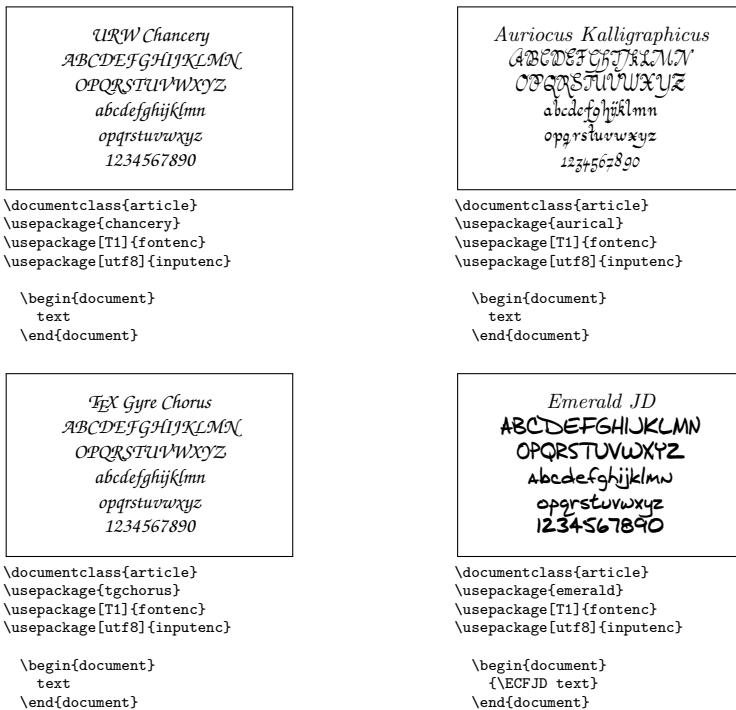 URW Chancery
ABCDEFGHIJKLMN
OPQRSTUVWXYZ
abcdefghijklmn
opqrstuvwxyz
1234567890
\documentclass{article}
\usepackage{chancery}
\usepackage[T1]{fontenc}
\usepackage[utf8]{inputenc}
\begin{document}
text
\end{document}
Auriocus Kalligraphicus
ABCDEFGHIJKLMN
OPQRSTUVWXYZ
abcdefghijklmn
opqrstuvwxyz
1234567890
\documentclass{article}
\usepackage{aurical}
\usepackage[T1]{fontenc}
\usepackage[utf8]{inputenc}
\begin{document}
text
\end{document}
TEX Gyre Chorus
ABCDEFGHIJKLMN
OPQRSTUVWXYZ
abcdefghijklmn
opqrstuvwxyz
1234567890
\documentclass{article}
\usepackage{tgchorus}
\usepackage[T1]{fontenc}
\usepackage[utf8]{inputenc}
\begin{document}
text
\end{document}
Emerald JD
ABCDEFGHIJKLMN
OPQRSTUVWXYZ
abcdefghijklmn
opqrstuvwxyz
1234567890
\documentclass{article}
\usepackage{emerald}
\usepackage[T1]{fontenc}
\usepackage[utf8]{inputenc}
\begin{document}
{\ECFJD text}
\end{document}